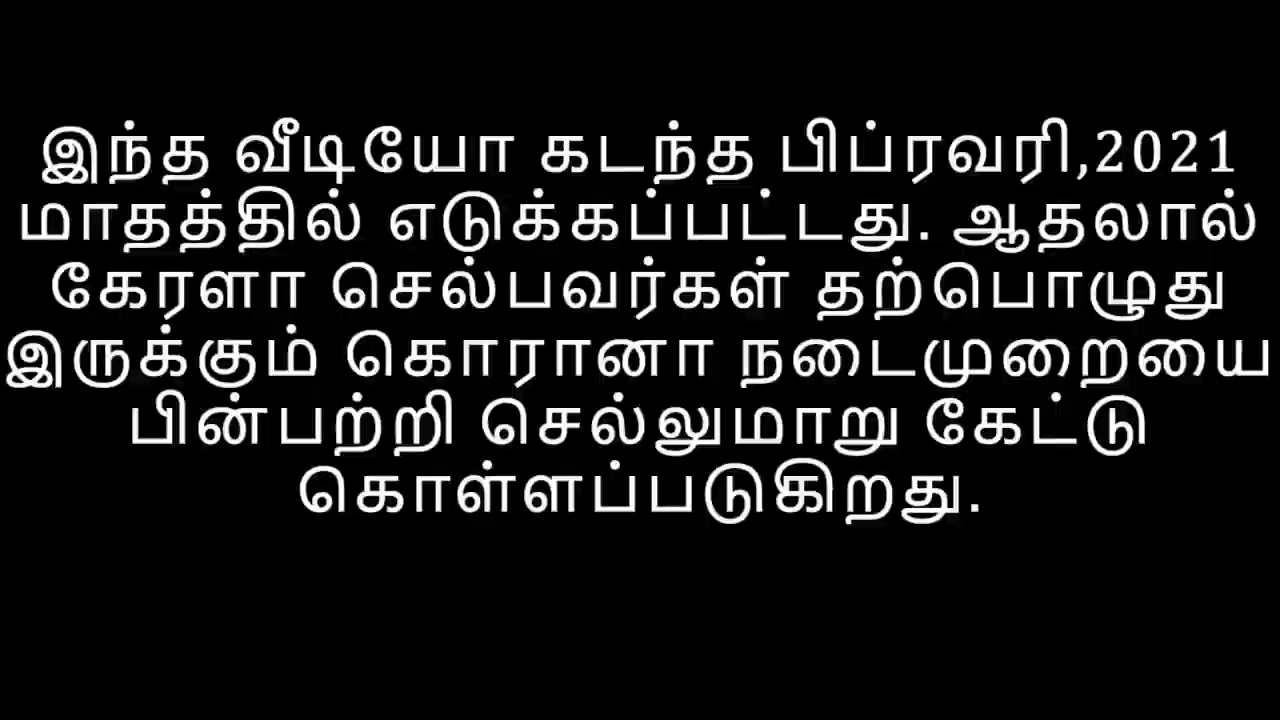 இந்த வீடியோ கடந்த பிப்ரவரி,2021
மாதத்தில் எடுக்கப்பட்டது. ஆதலால்
கேரளா செல்பவர்கள் தற்பொழுது
இருக்கும் கொரானா நடைமுறையை
பின்பற்றி செல்லுமாறு கேட்டு
கொள்ளப்படுகிறது.